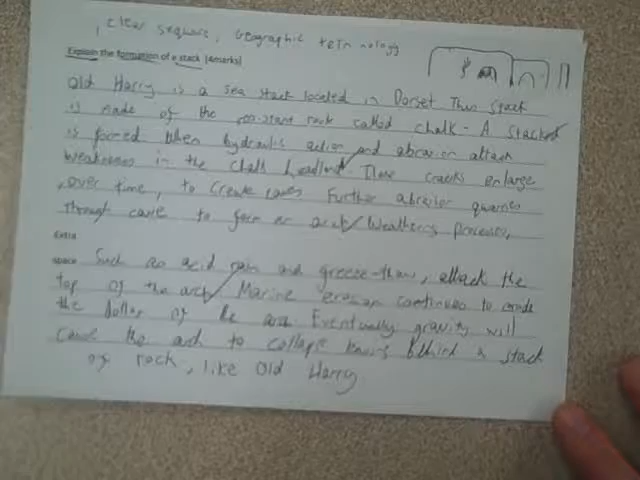 , clear sequence, Geographic terminology
Explain the formation of a stack [4marks]
Old Harry is a sea stack located in Dorset This stack
is made of the rock called chalk - A stack
is formed when hydraulic action and abrasion attack
weaknesses in the chalk headland These cracks enlarge
over time, to create caves Further abrasion
through cave to form an arch Weathering processes,
Extra
space such as acid rain and freeze-thaw, attack the
top of the arch Marine erosion continues to erode
the of the arch Eventually gravity will
cause the arch to collapse behind a stack
of rock, like Old Harry